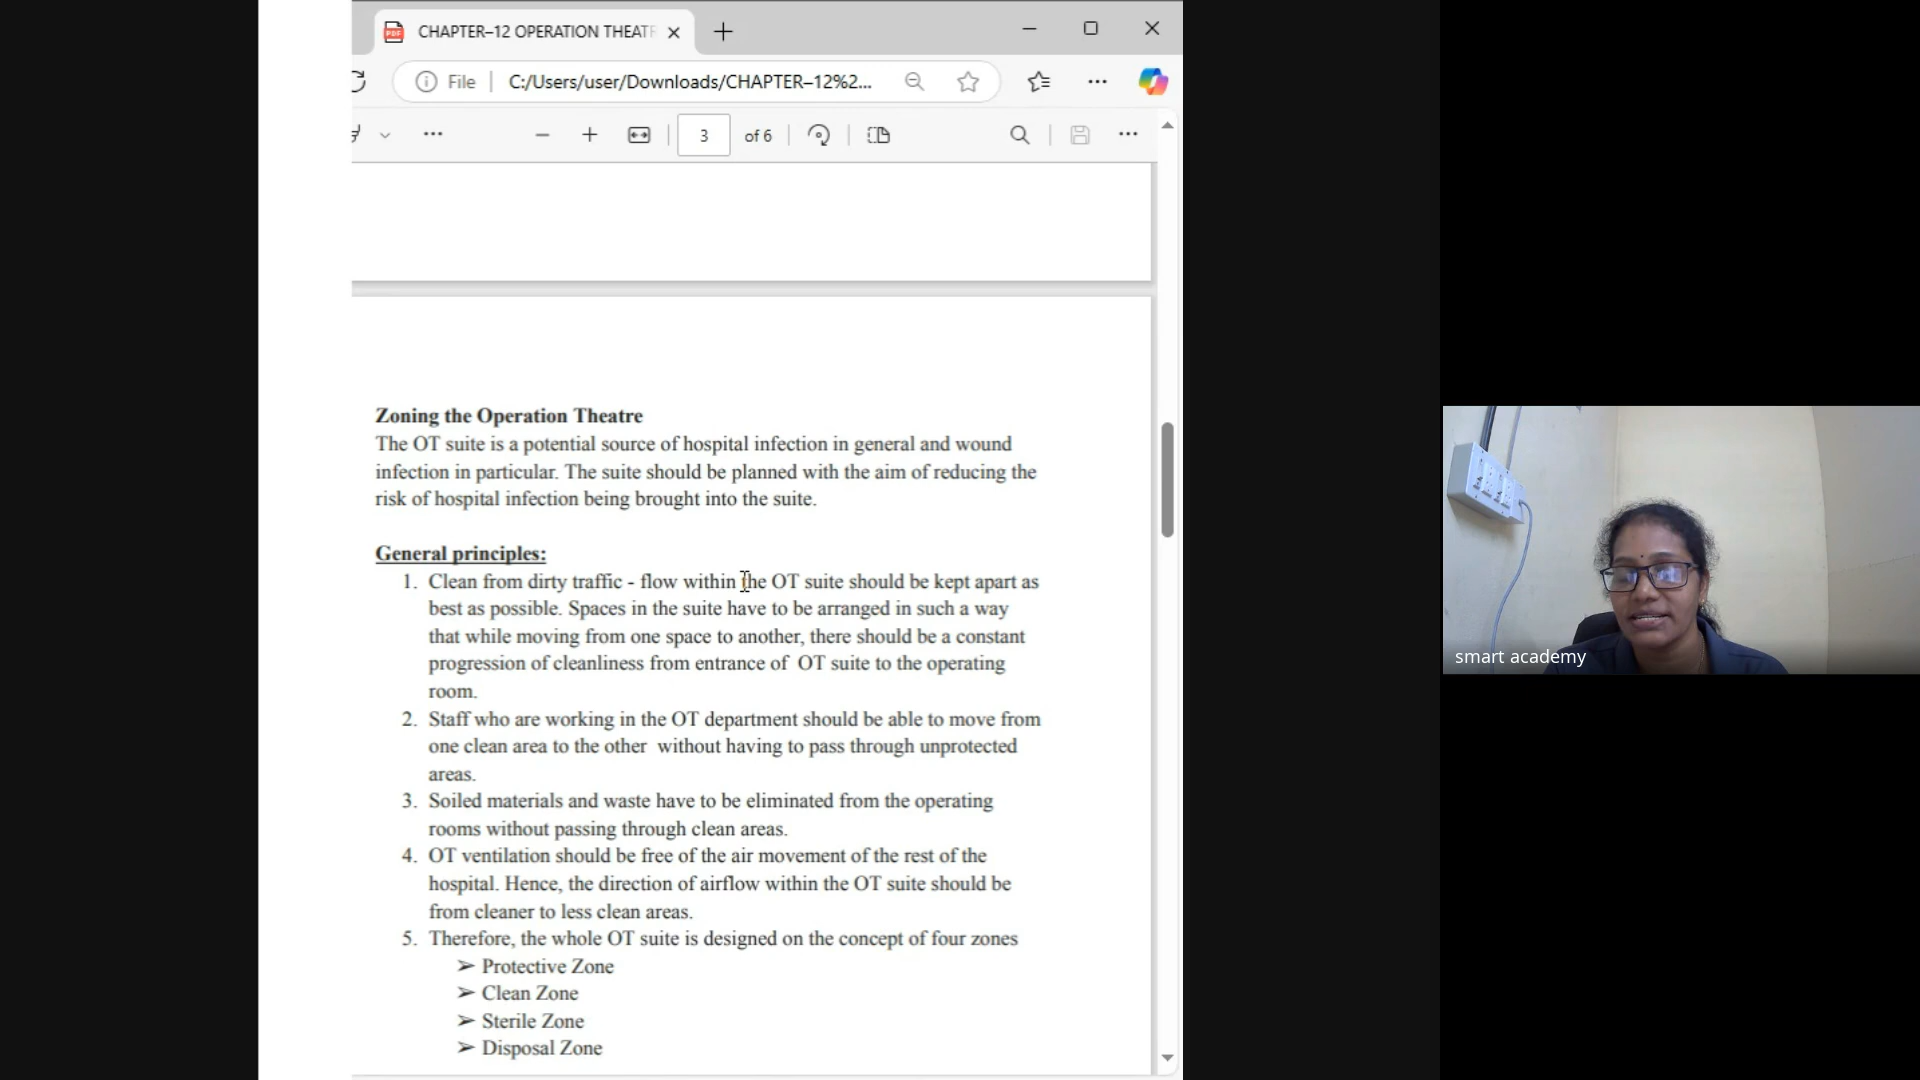 CHAPTER–12 OPERATION THEATR
File
C:/Users/user/Downloads/CHAPTER–12%2...
3 of 6
Zoning the Operation Theatre
The OT suite is a potential source of hospital infection in general and wound
infection in particular. The suite should be planned with the aim of reducing the
risk of hospital infection being brought into the suite.
General principles:
1. Clean from dirty traffic - flow within the OT suite should be kept apart as
best as possible. Spaces in the suite have to be arranged in such a way
that while moving from one space to another, there should be a constant
progression of cleanliness from entrance of OT suite to the operating
room.
2. Staff who are working in the OT department should be able to move from
one clean area to the other without having to pass through unprotected
areas.
3. Soiled materials and waste have to be eliminated from the operating
rooms without passing through clean areas.
4. OT ventilation should be free of the air movement of the rest of the
hospital. Hence, the direction of airflow within the OT suite should be
from cleaner to less clean areas.
5. Therefore, the whole OT suite is designed on the concept of four zones
➢ Protective Zone
➢ Clean Zone
➢ Sterile Zone
➢ Disposal Zone
smart academy